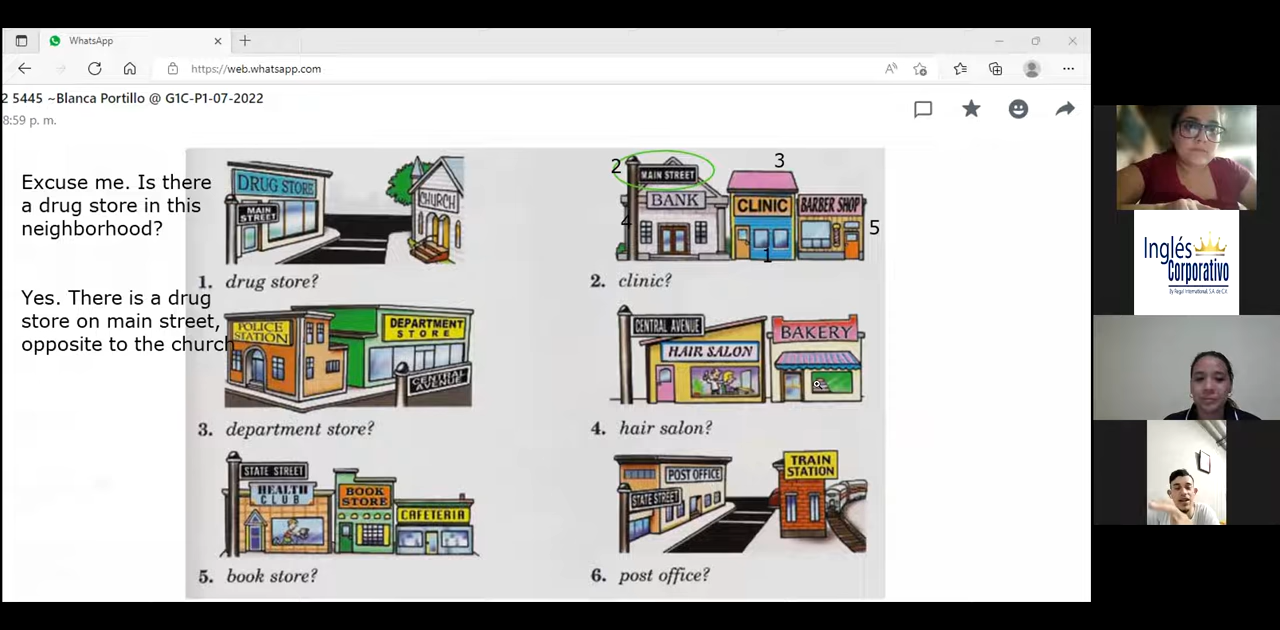 WhatsApp
https://web.whatsapp.com
2 5445 ~Blanca Portillo @ G1C-P1-07-2022
8:59 p. m.
Excuse me. Is there
a drug store in this
neighborhood?
Yes. There is a drug
store on main street,
opposite to the church
DRUG STORE
MAIN
STREET
CHURCH
1. drug store?
2
3
MAIN STREET
BANK
CLINIC
BARBER SHOP
4
5
1
2. clinic?
POLICE
STATION
DEPARTMENT
STORE
CENTRAL
AVENUE
3. department store?
CENTRAL AVENUE
HAIR SALON
BAKERY
4. hair salon?
STATE STREET
HEALTH
CLUB
BOOK
STORE
CAFETERIA
5. book store?
POST OFFICE
STATE STREET
TRAIN
STATION
6. post office?
Inglés
Corporativo
By Regal International, S.A. de C.V.